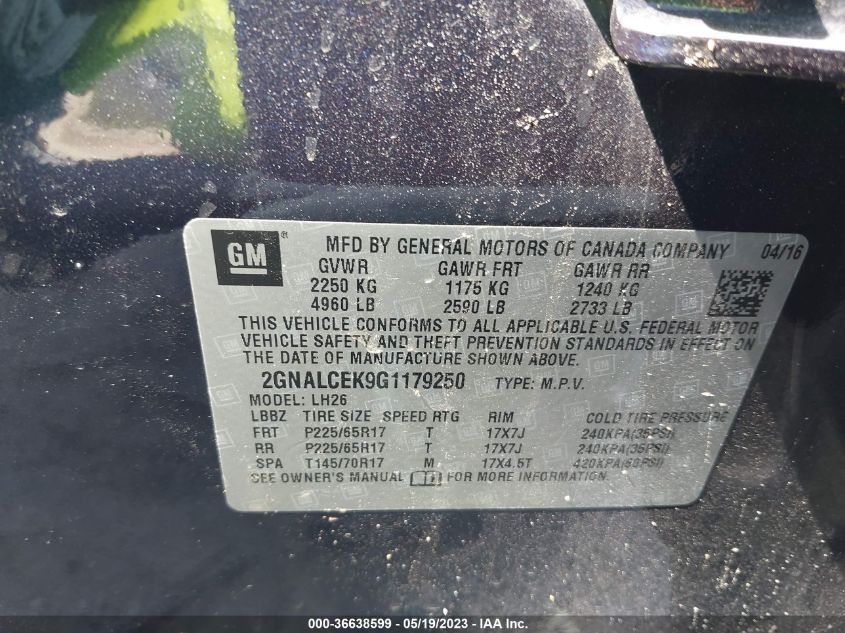 GM ® MFD BY GENERAL MOTORS OF CANADA COMPANY 04/16
GVWR GAWR FRT GAWR RR
2250 KG 1175 KG 1240 KG
4960 LB 2590 LB 2733 LB
THIS VEHICLE CONFORMS TO ALL APPLICABLE U.S. FEDERAL MOTOR
VEHICLE SAFETY AND THEFT PREVENTION STANDARDS IN EFFECT ON
THE DATE OF MANUFACTURE SHOWN ABOVE.
2GNALCEK9G1179250 TYPE: M.P.V.
MODEL: LH26
LBBZ TIRE SIZE SPEED RTG RIM COLD TIRE PRESSURE
FRT P225/65R17 T 17X7J 240KPA(35PSI)
RR P225/65R17 T 17X7J 240KPA(35PSI)
SPA T145/70R17 M 17X4.5T 420KPA(60PSI)
SEE OWNER'S MANUAL FOR MORE INFORMATION
000-36638599 - 05/19/2023 - IAA Inc.